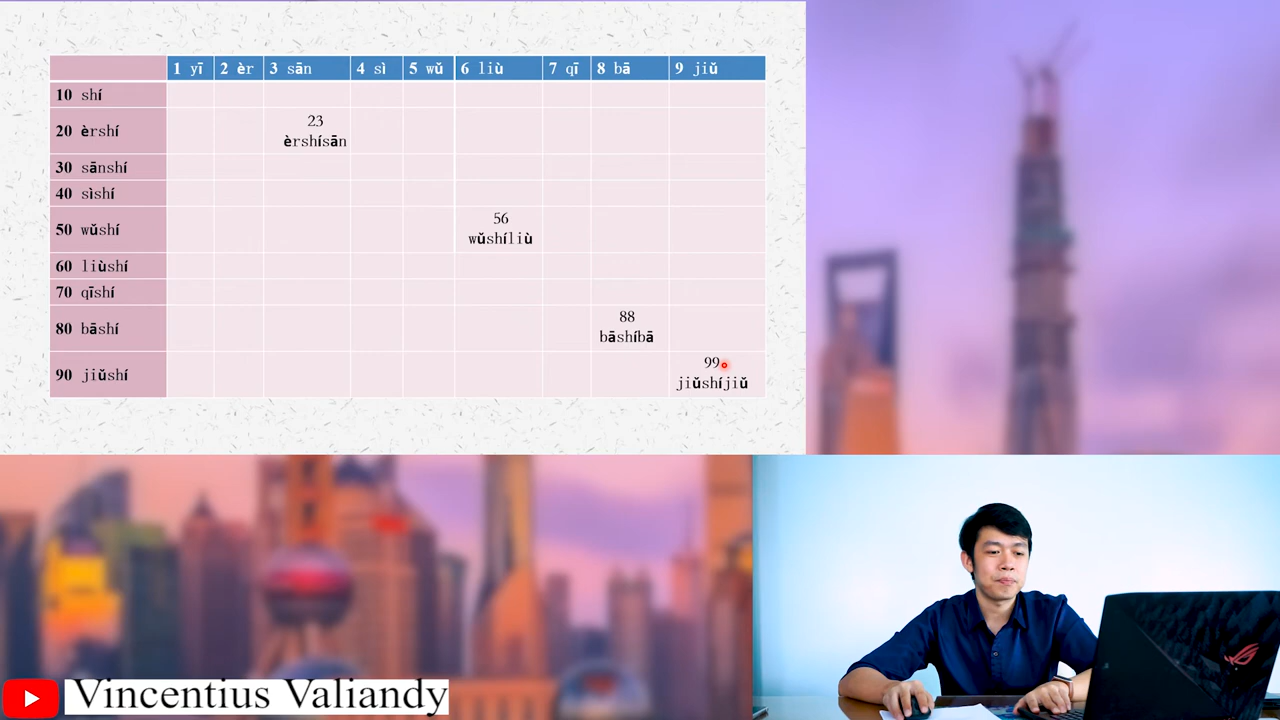 1 yī 2 èr 3 sān 4 sì 5 wǔ 6 liù 7 qī 8 bā 9 jiǔ
10 shí
20 èrshí
23
èrshísān
30 sānshí
40 sìshí
50 wǔshí
56
wǔshíliù
60 liùshí
70 qīshí
80 bāshí
88
bāshíbā
90 jiǔshí
99
jiǔshíjiǔ
Vincentius Valiandy